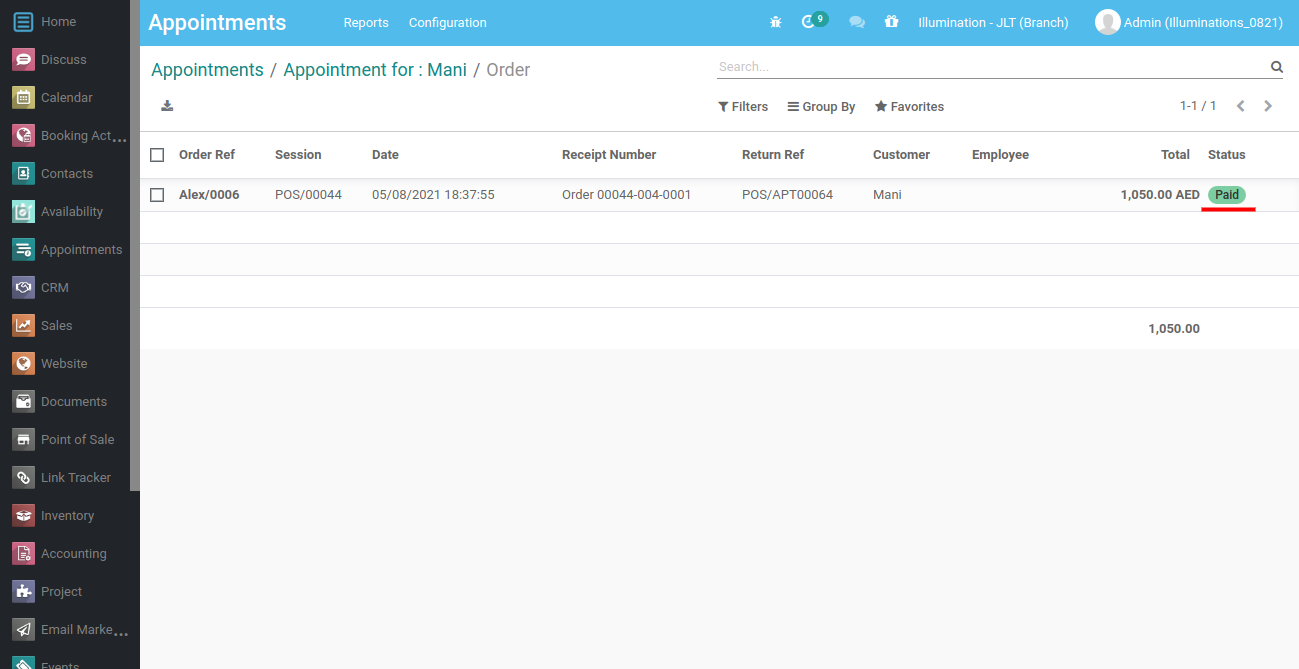 Home
Discuss
Calendar
Booking Act...
Contacts
Availability
Appointments
CRM
Sales
Website
Documents
Point of Sale
Link Tracker
Inventory
Accounting
Project
Email Marke...
Events
Appointments Reports Configuration 9 Illumination - JLT (Branch) Admin (Illuminations_0821)
Appointments / Appointment for : Mani / Order
Search...
Filters Group By Favorites 1-1 / 1
Order Ref Session Date Receipt Number Return Ref Customer Employee Total Status
Alex/0006 POS/00044 05/08/2021 18:37:55 Order 00044-004-0001 POS/APT00064 Mani 1,050.00 AED Paid
1,050.00